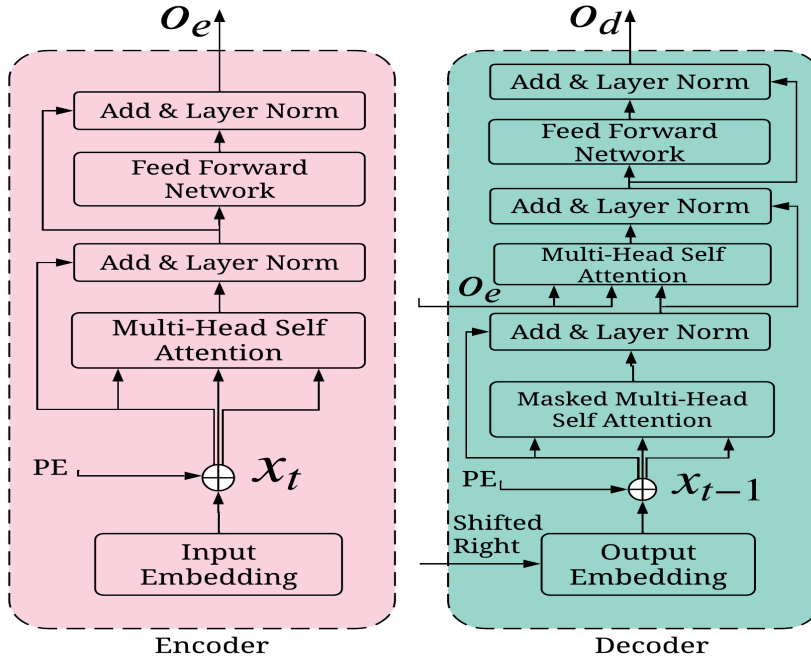 O_e
Add & Layer Norm
Feed Forward
Network
Add & Layer Norm
Multi-Head Self
Attention
PE
x_t
Input
Embedding
Encoder
O_d
Add & Layer Norm
Feed Forward
Network
Add & Layer Norm
Multi-Head Self
Attention
O_e
Add & Layer Norm
Masked Multi-Head
Self Attention
PE
x_{t-1}
Shifted
Right
Output
Embedding
Decoder